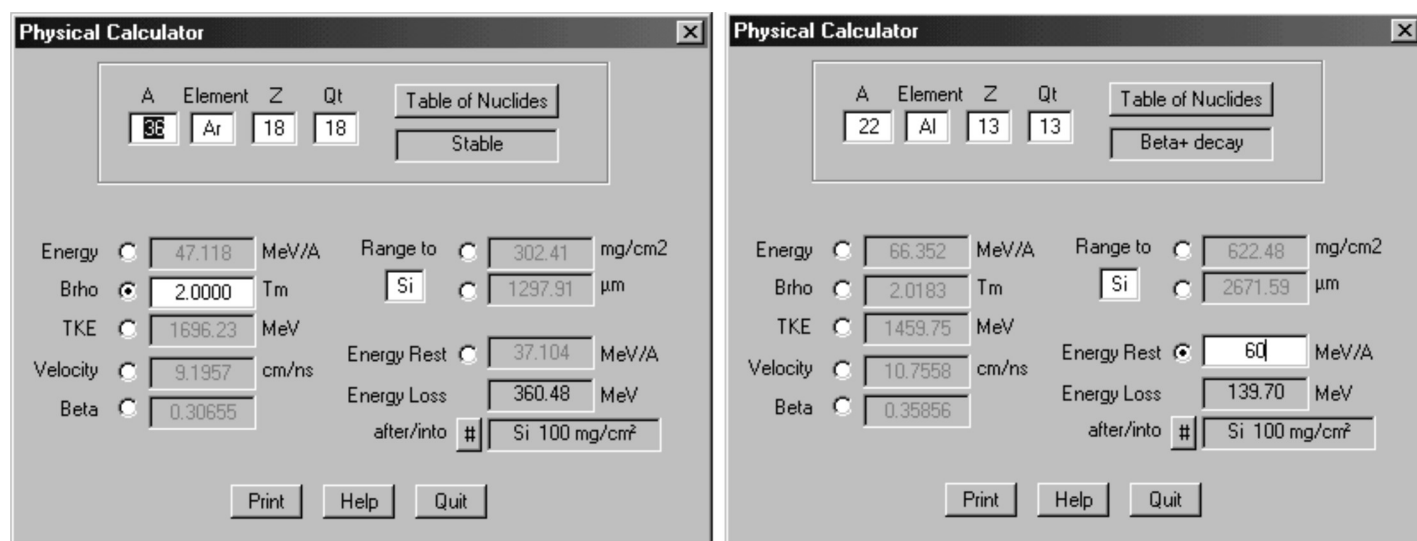 Physical Calculator
A Element Z Qt
36 Ar 18 18
Table of Nuclides
Stable
Energy 47.118 MeV/A
Brho 2.0000 Tm
TKE 1696.23 MeV
Velocity 9.1957 cm/ns
Beta 0.30655
Range to 302.41 mg/cm2
Si 1297.91 µm
Energy Rest 37.104 MeV/A
Energy Loss 360.48 MeV
after/into # Si 100 mg/cm²
Print Help Quit
Physical Calculator
A Element Z Qt
22 Al 13 13
Table of Nuclides
Beta+ decay
Energy 66.352 MeV/A
Brho 2.0183 Tm
TKE 1459.75 MeV
Velocity 10.7558 cm/ns
Beta 0.35856
Range to 622.48 mg/cm2
Si 2671.59 µm
Energy Rest 60 MeV/A
Energy Loss 139.70 MeV
after/into # Si 100 mg/cm²
Print Help Quit